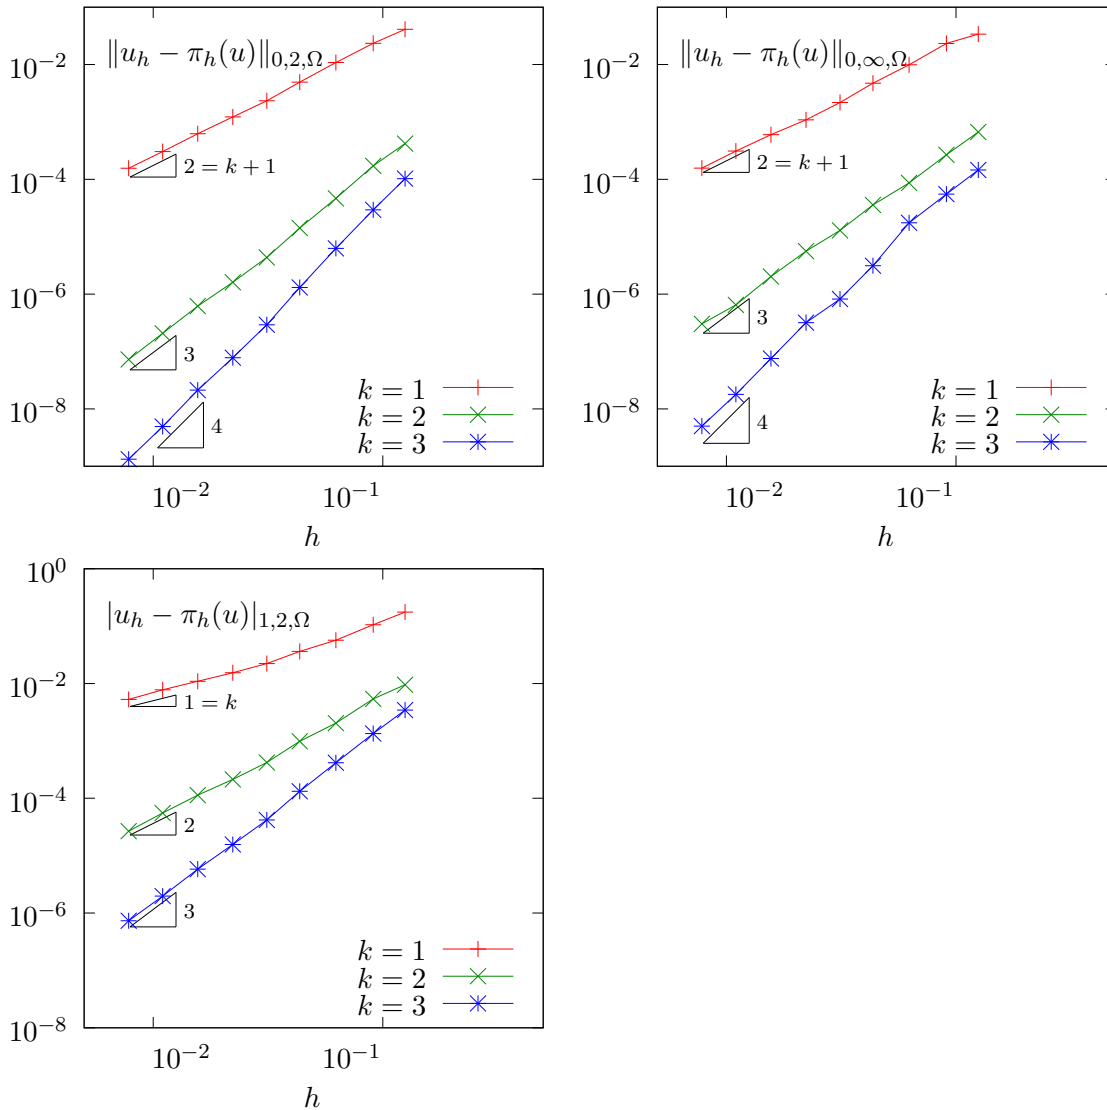 ‖u_h − π_h(u)‖_{0,2,Ω}
10^{-2}
10^{-4}
10^{-6}
10^{-8}
2 = k + 1
3
4
k = 1
k = 2
k = 3
10^{-2}
10^{-1}
h
‖u_h − π_h(u)‖_{0,∞,Ω}
10^{-2}
10^{-4}
10^{-6}
10^{-8}
2 = k + 1
3
4
k = 1
k = 2
k = 3
10^{-2}
10^{-1}
h
10^{0}
|u_h − π_h(u)|_{1,2,Ω}
10^{-2}
10^{-4}
10^{-6}
10^{-8}
1 = k
2
3
k = 1
k = 2
k = 3
10^{-2}
10^{-1}
h